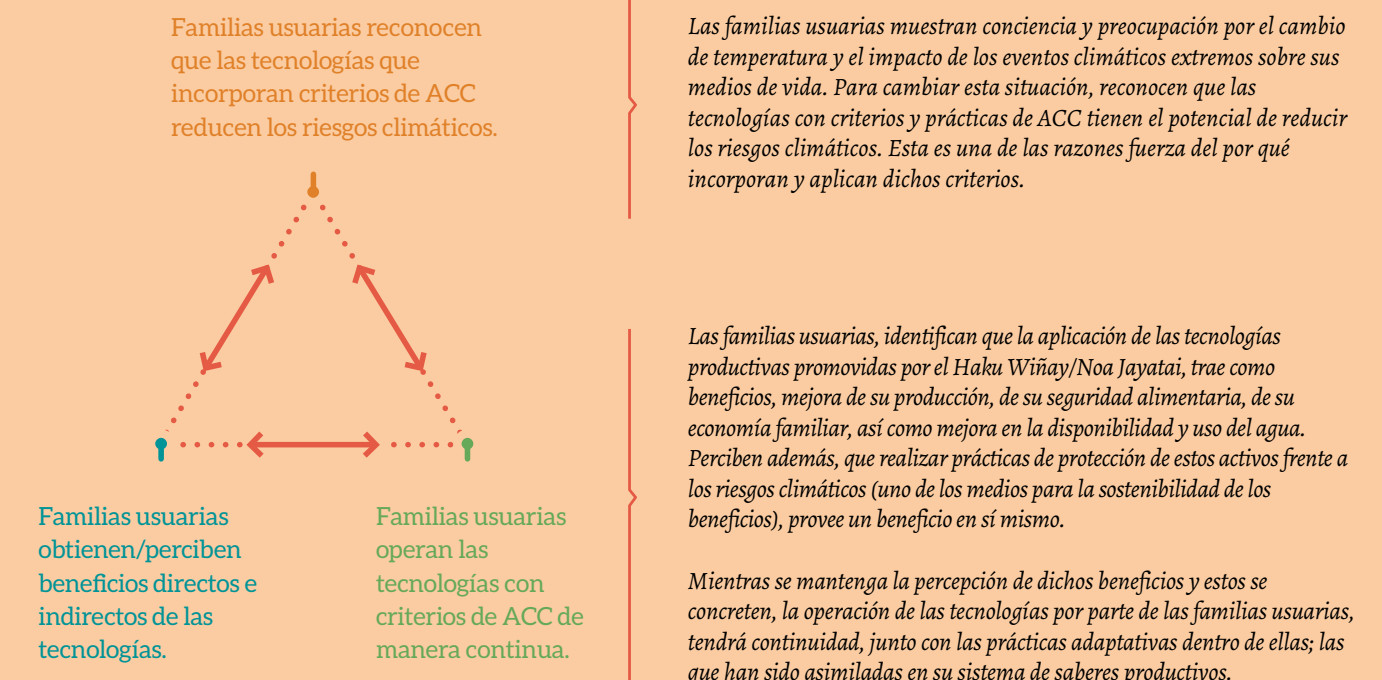 Familias usuarias reconocen
que las tecnologías que
incorporan criterios de ACC
reducen los riesgos climáticos.
Familias usuarias
obtienen/perciben
beneficios directos e
indirectos de las
tecnologías.
Familias usuarias
operan las
tecnologías con
criterios de ACC de
manera continua.
Las familias usuarias muestran conciencia y preocupación por el cambio
de temperatura y el impacto de los eventos climáticos extremos sobre sus
medios de vida. Para cambiar esta situación, reconocen que las
tecnologías con criterios y prácticas de ACC tienen el potencial de reducir
los riesgos climáticos. Esta es una de las razones fuerza del por qué
incorporan y aplican dichos criterios.
Las familias usuarias, identifican que la aplicación de las tecnologías
productivas promovidas por el Haku Wiñay/Noa Jayatai, trae como
beneficios, mejora de su producción, de su seguridad alimentaria, de su
economía familiar, así como mejora en la disponibilidad y uso del agua.
Perciben además, que realizar prácticas de protección de estos activos frente a
los riesgos climáticos (uno de los medios para la sostenibilidad de los
beneficios), provee un beneficio en sí mismo.
Mientras se mantenga la percepción de dichos beneficios y estos se
concreten, la operación de las tecnologías por parte de las familias usuarias,
tendrá continuidad, junto con las prácticas adaptativas dentro de ellas; las
que han sido asimiladas en su sistema de saberes productivos.